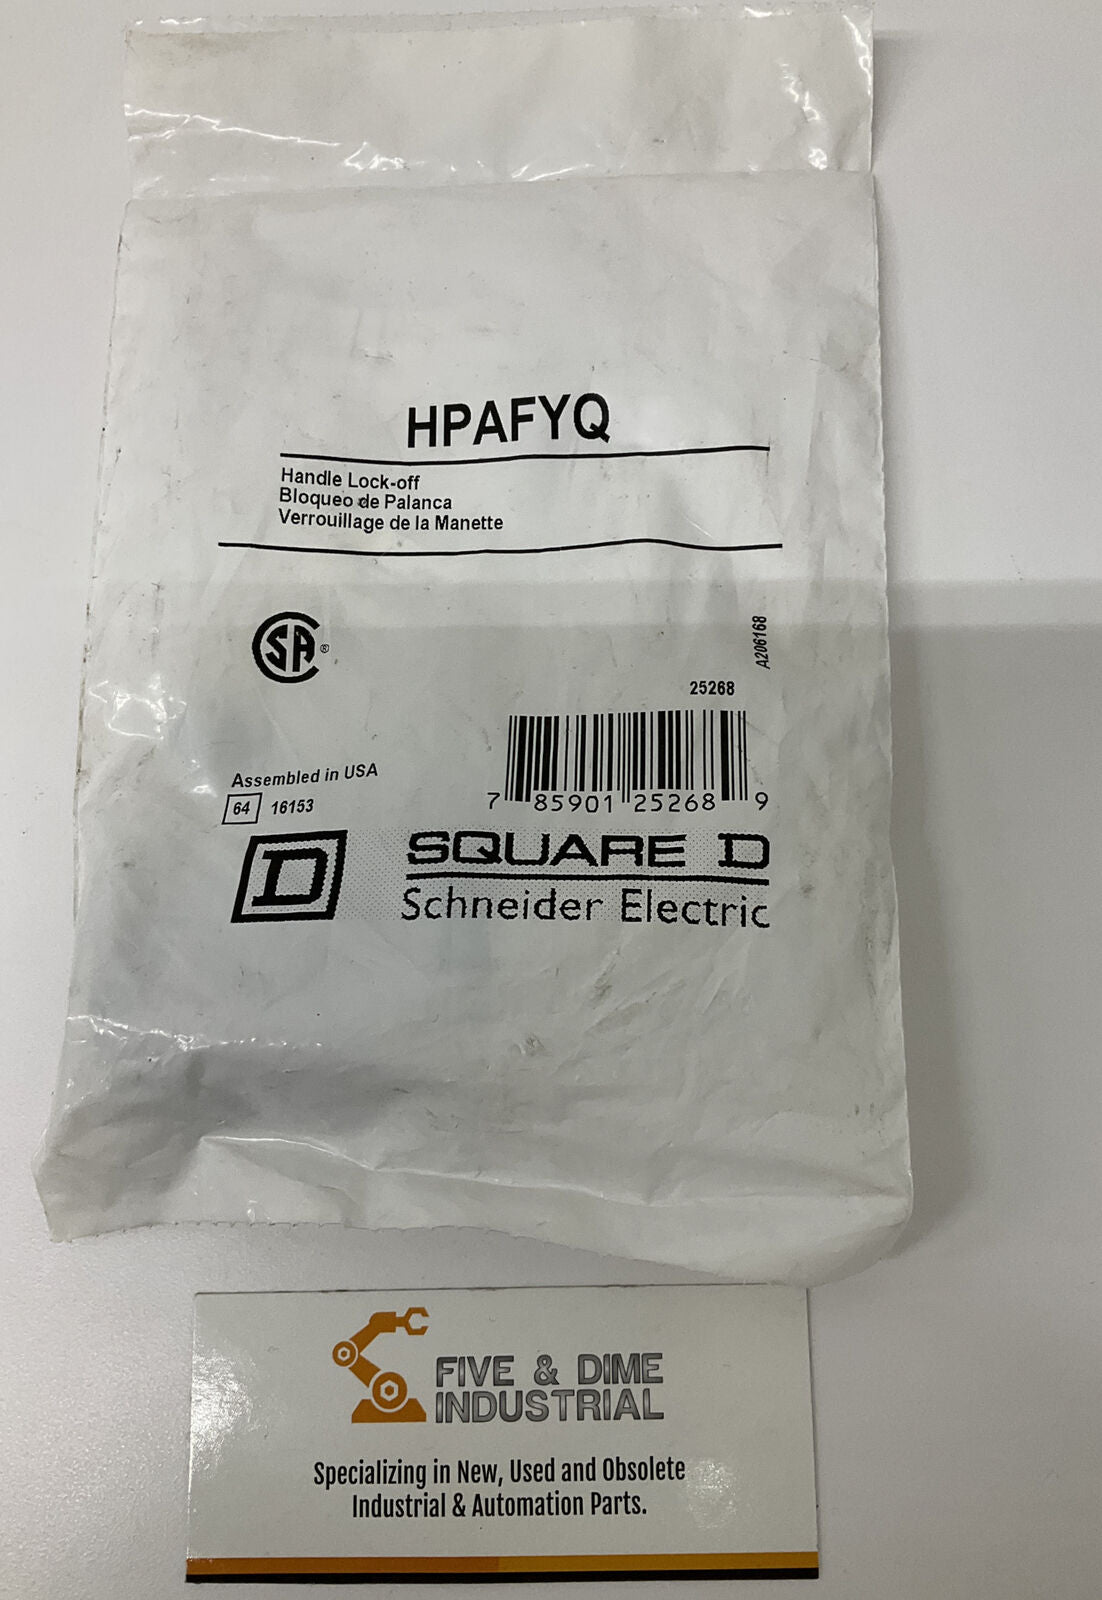 HPAFYQ
Handle Lock-off
Bloqueo de Palanca
Verrouillage de la Manette
SA®
A206168
25268
7 85901 25268 9
Assembled in USA
64 16153
D
SQUARE D
Schneider Electric
FIVE & DIME
INDUSTRIAL
Specializing in New, Used and Obsolete
Industrial & Automation Parts.